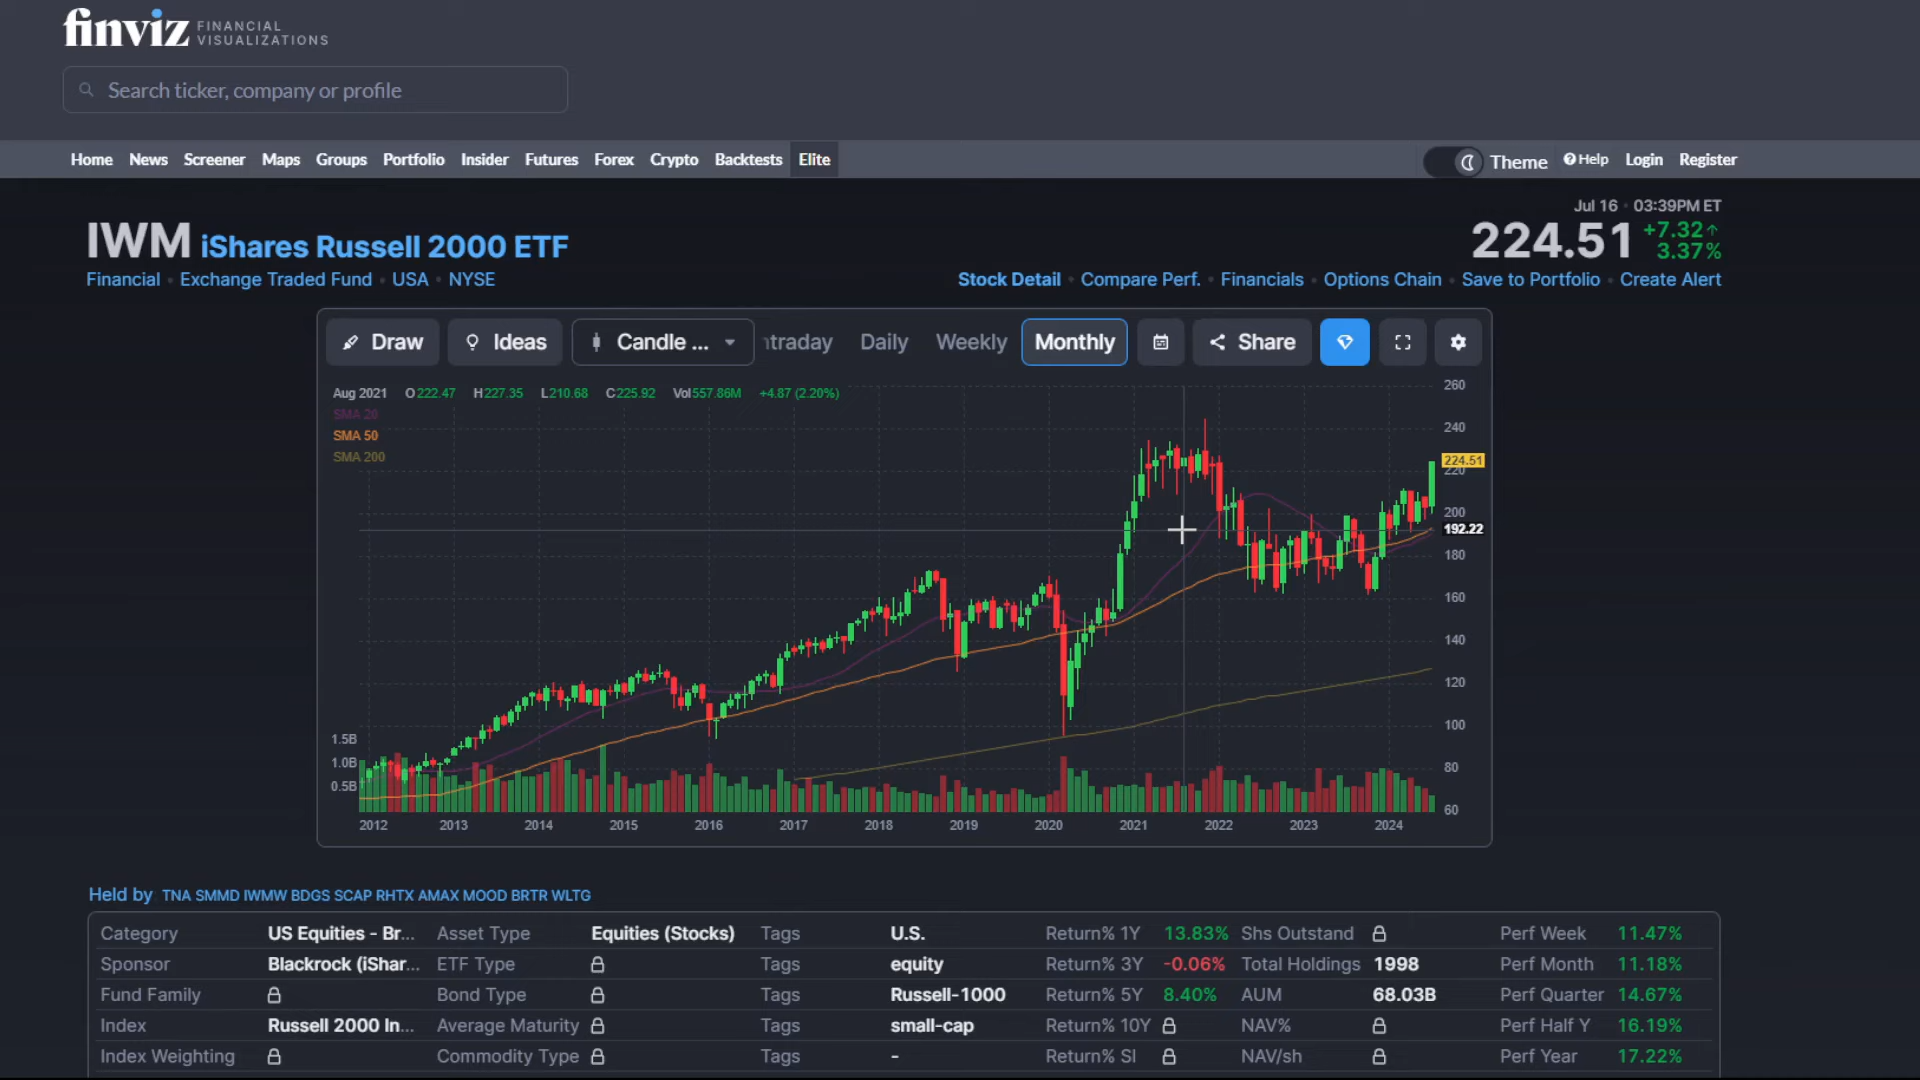 finviz FINANCIAL VISUALIZATIONS
Search ticker, company or profile
Home News Screener Maps Groups Portfolio Insider Futures Forex Crypto Backtests Elite Theme Help Login Register
Jul 16 · 03:39PM ET
IWM iShares Russell 2000 ETF 224.51 +7.32↑ 3.37%
Financial • Exchange Traded Fund • USA • NYSE Stock Detail • Compare Perf. • Financials • Options Chain • Save to Portfolio • Create Alert
Draw Ideas Candle ... ntraday Daily Weekly Monthly Share
Aug 2021 O222.47 H227.35 L210.68 C225.92 Vol557.86M +4.87 (2.20%)
SMA 20
SMA 50
SMA 200
260
240
224.51
220
200
192.22
180
160
140
120
100
80
60
1.5B
1.0B
0.5B
2012 2013 2014 2015 2016 2017 2018 2019 2020 2021 2022 2023 2024
Held by TNA SMMD IWMW BDGS SCAP RHTX AMAX MOOD BRTR WLTG
Category US Equities - Br... Asset Type Equities (Stocks) Tags U.S. Return% 1Y 13.83% Shs Outstand Perf Week 11.47%
Sponsor Blackrock (iShar... ETF Type Tags equity Return% 3Y -0.06% Total Holdings 1998 Perf Month 11.18%
Fund Family Bond Type Tags Russell-1000 Return% 5Y 8.40% AUM 68.03B Perf Quarter 14.67%
Index Russell 2000 In... Average Maturity Tags small-cap Return% 10Y NAV% Perf Half Y 16.19%
Index Weighting Commodity Type Tags - Return% SI NAV/sh Perf Year 17.22%